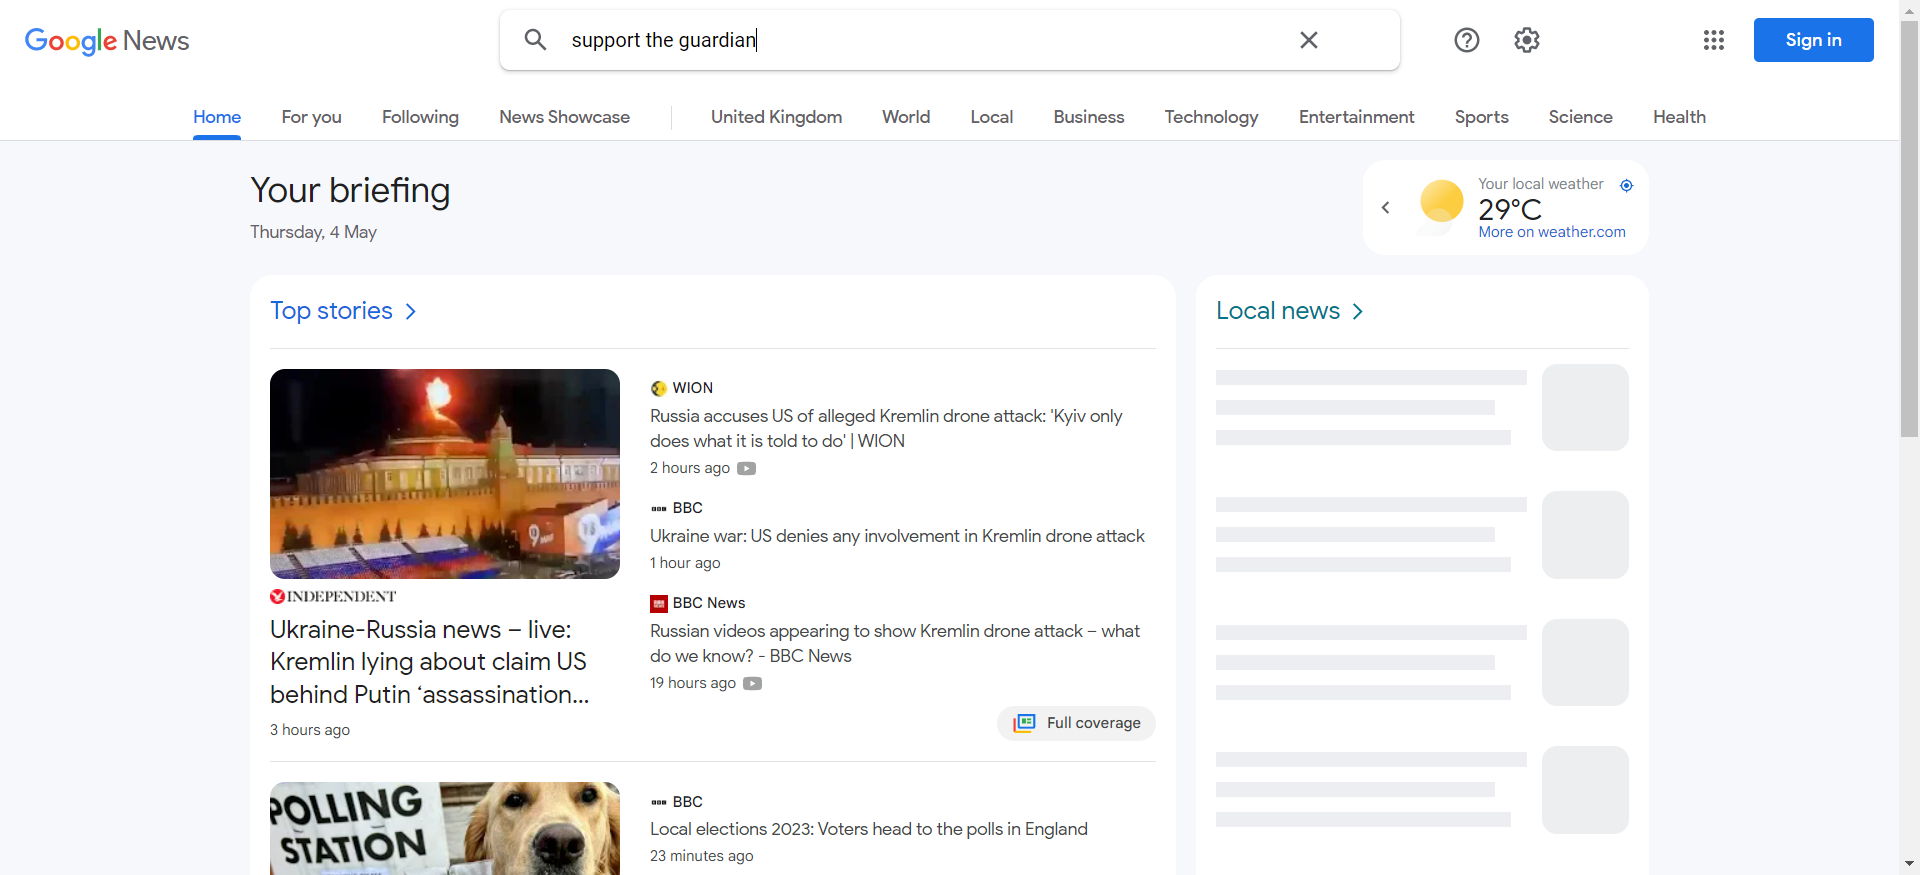 Google News
support the guardian
Sign in
Home For you Following News Showcase United Kingdom World Local Business Technology Entertainment Sports Science Health
Your briefing
Thursday, 4 May
Your local weather
29°C
More on weather.com
Top stories
INDEPENDENT
Ukraine-Russia news – live:
Kremlin lying about claim US
behind Putin ‘assassination...
3 hours ago
WION
Russia accuses US of alleged Kremlin drone attack: 'Kyiv only
does what it is told to do' | WION
2 hours ago
BBC
Ukraine war: US denies any involvement in Kremlin drone attack
1 hour ago
BBC News
Russian videos appearing to show Kremlin drone attack – what
do we know? - BBC News
19 hours ago
Full coverage
POLLING
STATION
BBC
Local elections 2023: Voters head to the polls in England
23 minutes ago
Local news